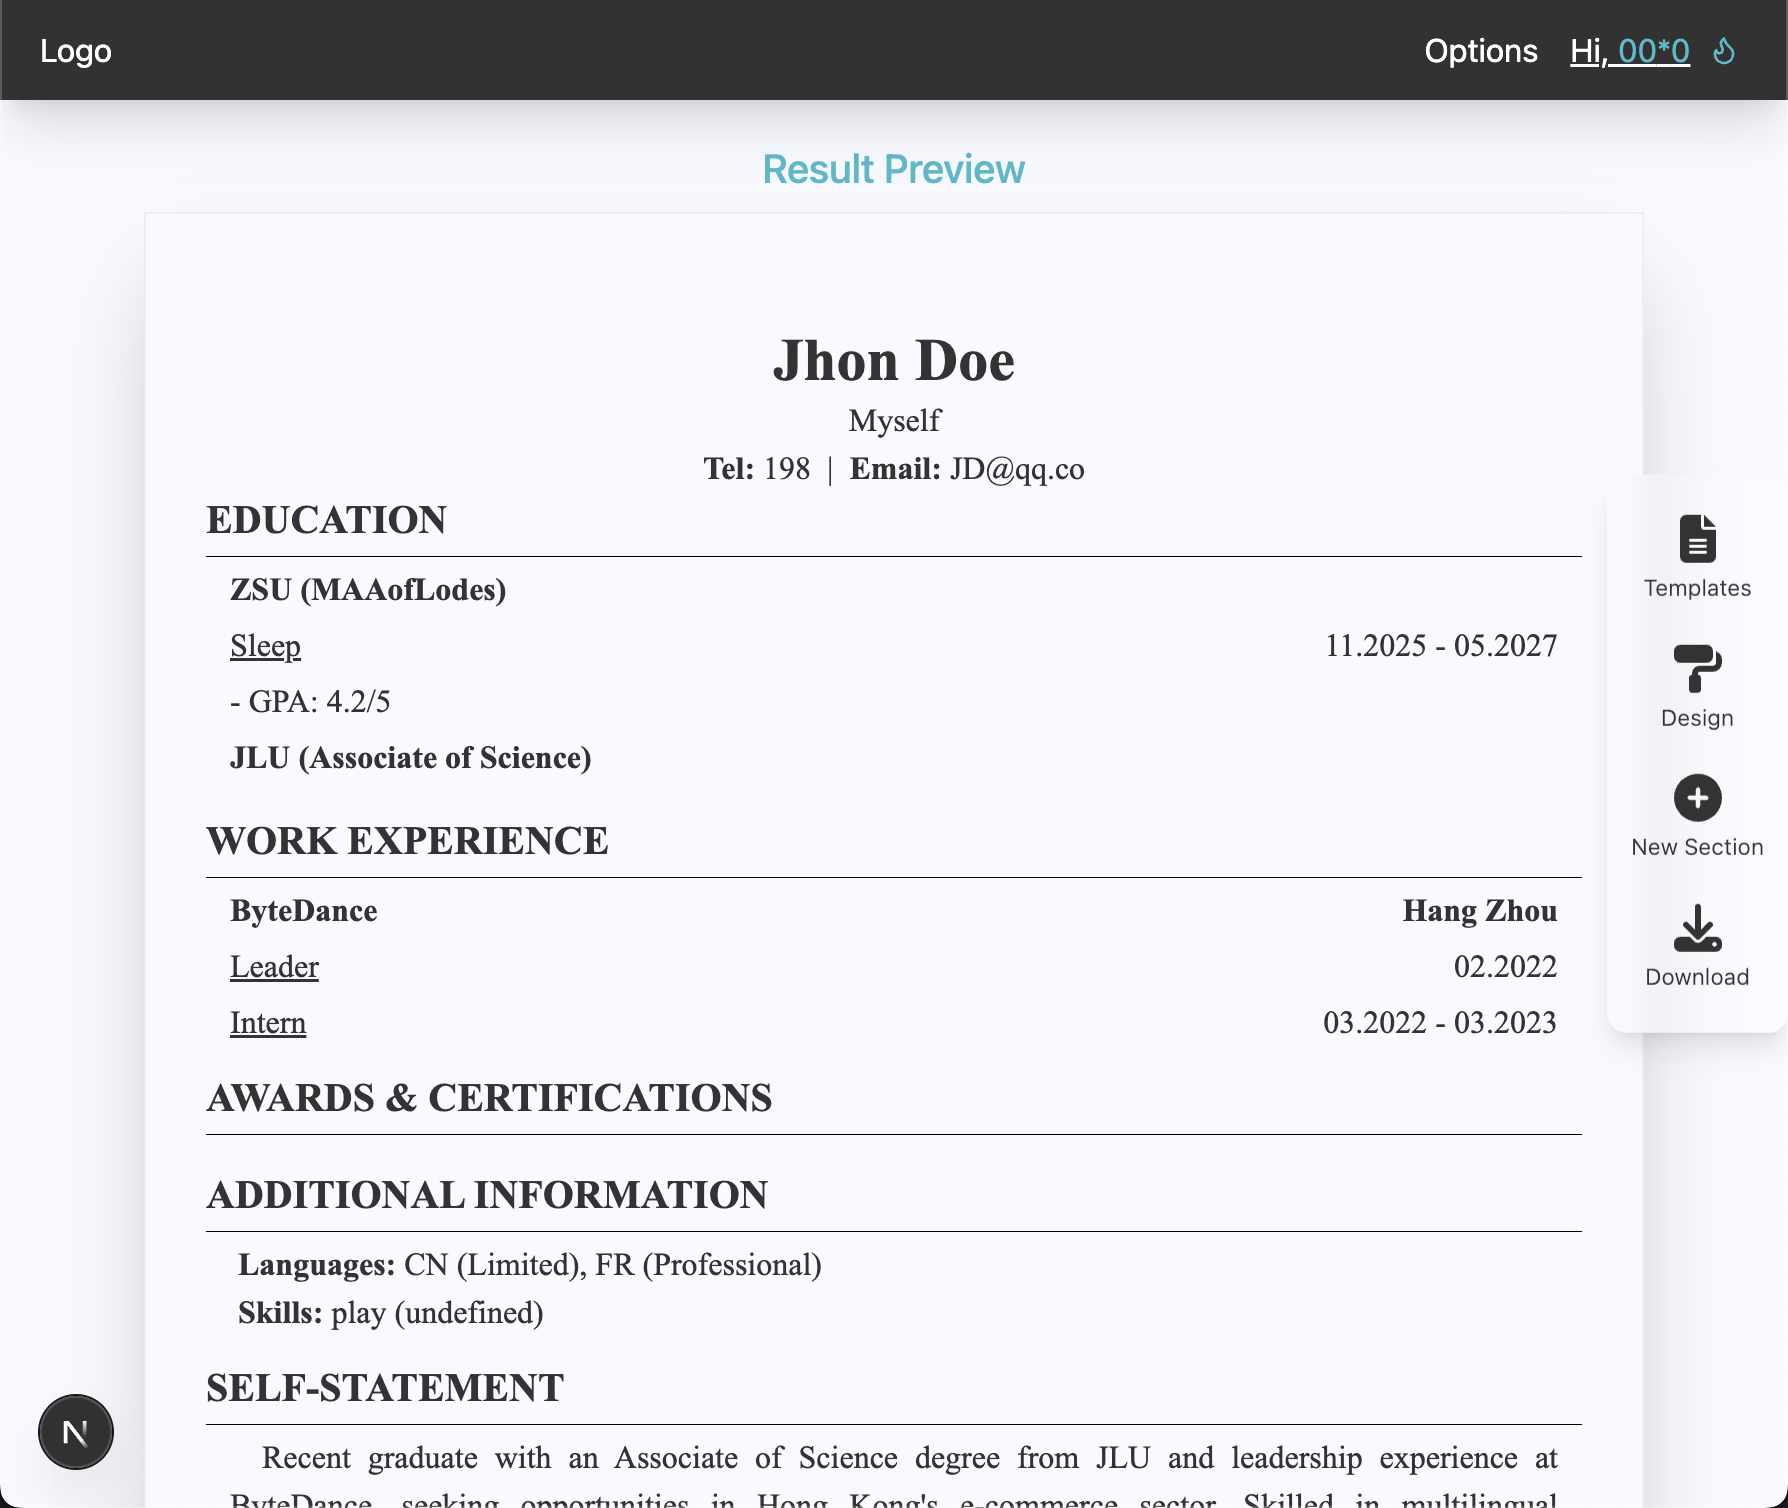 Logo
Options Hi, 00*0
Result Preview
Jhon Doe
Myself
Tel: 198 | Email: JD@qq.co
EDUCATION
ZSU (MAAofLodes)
Sleep 11.2025 - 05.2027
- GPA: 4.2/5
JLU (Associate of Science)
WORK EXPERIENCE
ByteDance Hang Zhou
Leader 02.2022
Intern 03.2022 - 03.2023
AWARDS & CERTIFICATIONS
ADDITIONAL INFORMATION
Languages: CN (Limited), FR (Professional)
Skills: play (undefined)
SELF-STATEMENT
Recent graduate with an Associate of Science degree from JLU and leadership experience at
ByteDance, seeking opportunities in Hong Kong's e-commerce sector. Skilled in multilingual
Templates
Design
New Section
Download
N